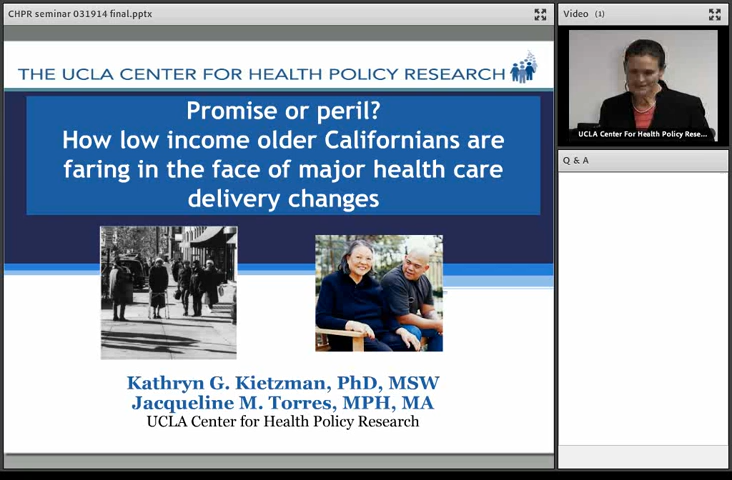 CHPR seminar 031914 final.pptx
THE UCLA CENTER FOR HEALTH POLICY RESEARCH
Promise or peril?
How low income older Californians are
faring in the face of major health care
delivery changes
Kathryn G. Kietzman, PhD, MSW
Jacqueline M. Torres, MPH, MA
UCLA Center for Health Policy Research
Video (1)
UCLA Center For Health Policy Rese...
Q & A